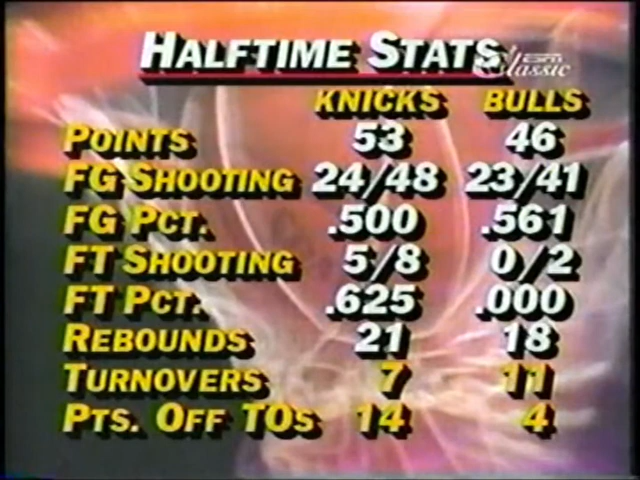 HALFTIME STATS
ESPN Classic
KNICKS BULLS
POINTS 53 46
FG SHOOTING 24/48 23/41
FG PCT. .500 .561
FT SHOOTING 5/8 0/2
FT PCT. .625 .000
REBOUNDS 21 18
TURNOVERS 7 11
PTS. OFF TOS 14 4